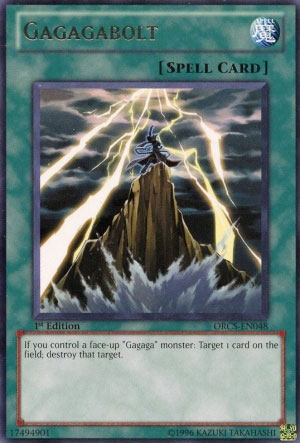 GAGAGABOLT
魔
[SPELL CARD]
1st Edition
ORCS-EN048
If you control a face-up "Gagaga" monster: Target 1 card on the
field; destroy that target.
17494901
©1996 KAZUKI TAKAHASHI